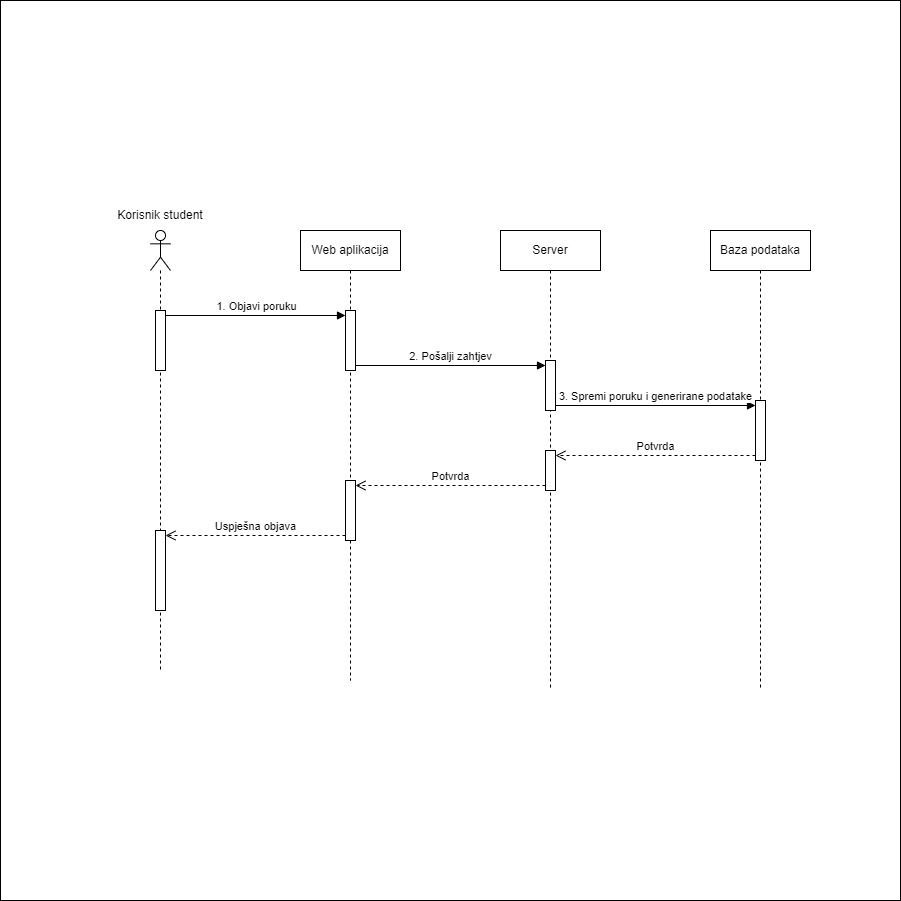 Korisnik student
Web aplikacija
Server
Baza podataka
1. Objavi poruku
2. Pošalji zahtjev
3. Spremi poruku i generirane podatake
Potvrda
Potvrda
Uspješna objava